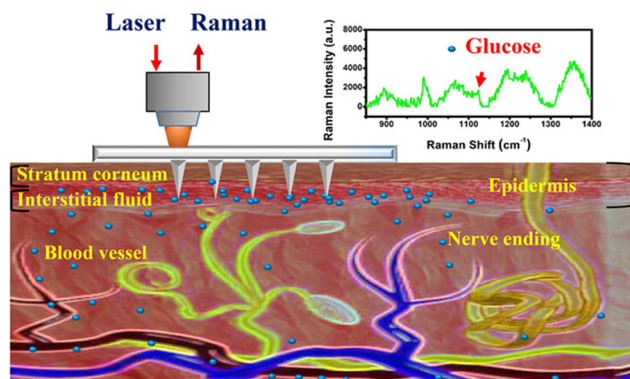 Laser Raman
Glucose
Raman Intensity (a.u.)
8000
6000
4000
2000
0
900 1000 1100 1200 1300 1400
Raman Shift (cm⁻¹)
Stratum corneum
Interstitial fluid
Epidermis
Blood vessel
Nerve ending